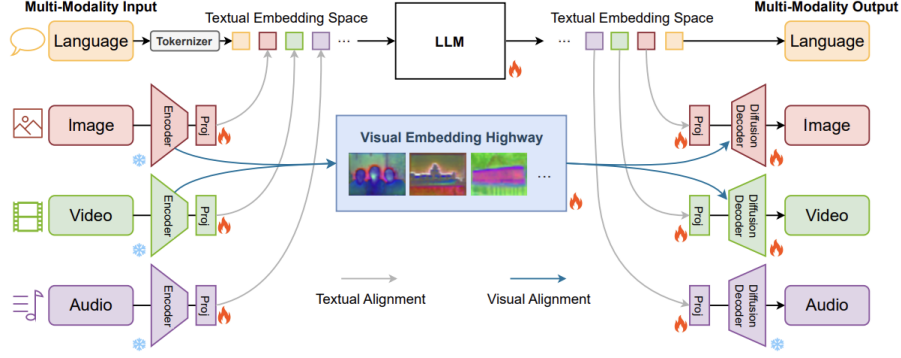 Multi-Modality Input
Textual Embedding Space
Textual Embedding Space
Multi-Modality Output
Language
Tokernizer
...
LLM
...
Language
Image
Encoder
Proj
Visual Embedding Highway
...
Proj
Diffusion
Decoder
Image
Video
Encoder
Proj
Proj
Diffusion
Decoder
Video
Textual Alignment
Visual Alignment
Audio
Encoder
Proj
Proj
Diffusion
Decoder
Audio